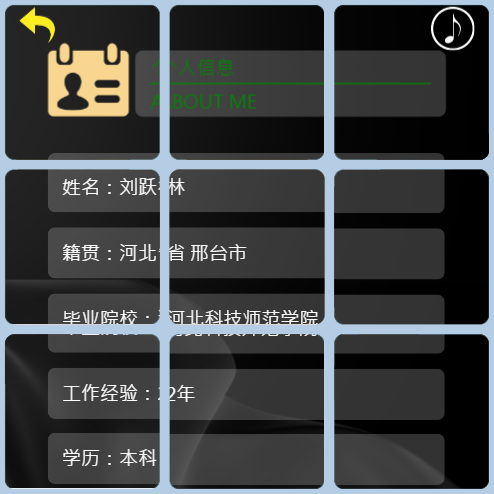 个人信息
ABOUT ME
姓名：刘跃林
籍贯：河北省 邢台市
毕业院校：河北科技师范学院
工作经验：2年
学历：本科